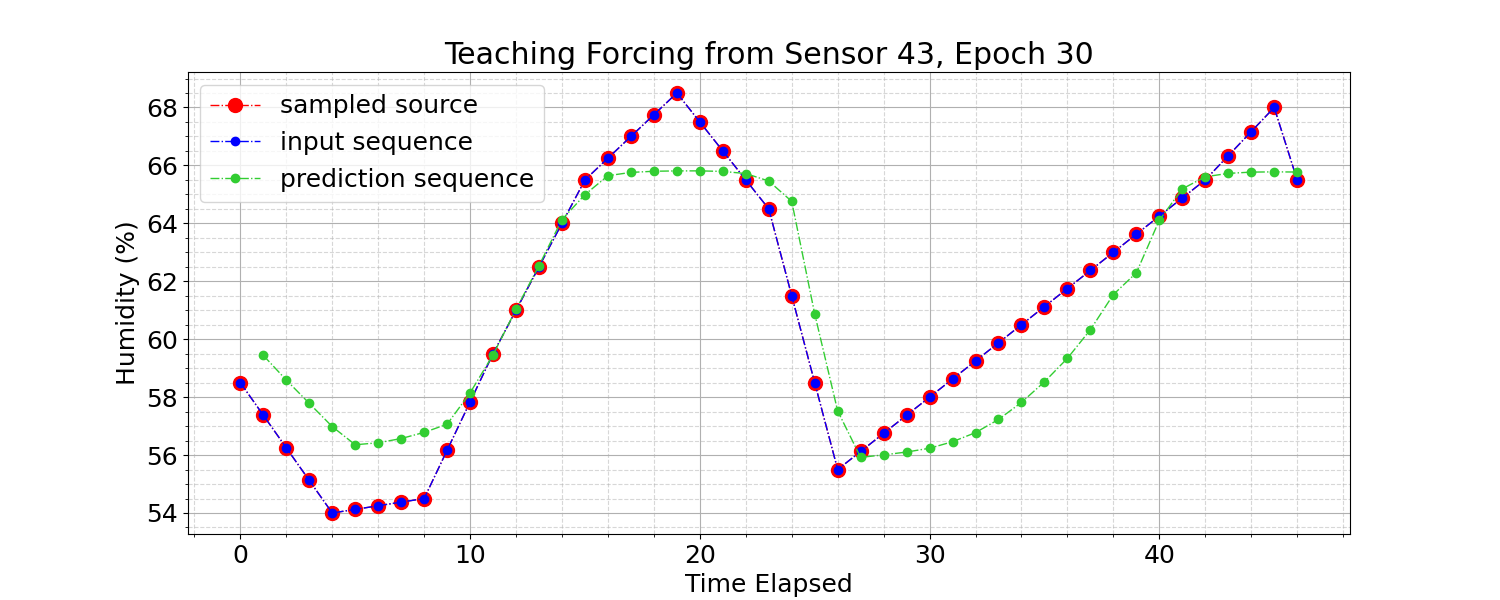 Teaching Forcing from Sensor 43, Epoch 30
sampled source
input sequence
prediction sequence
Humidity (%)
68
66
64
62
60
58
56
54
0 10 20 30 40
Time Elapsed